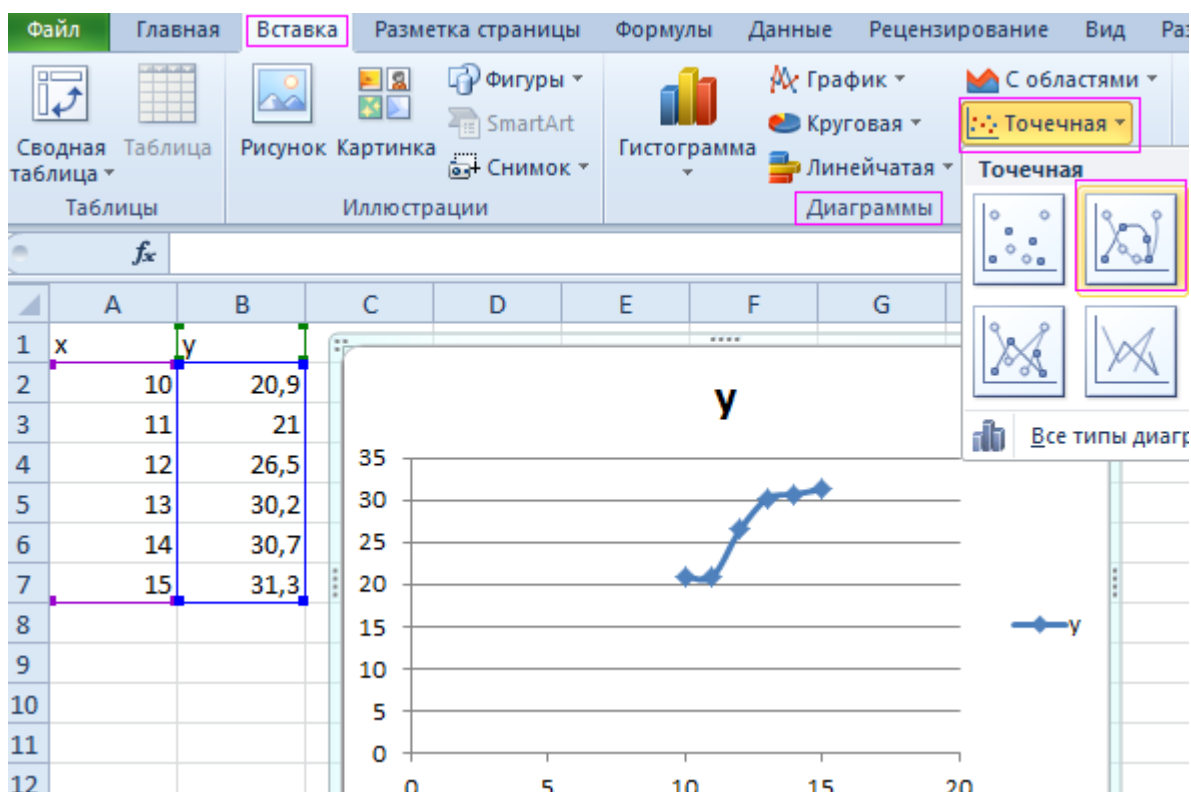 Файл Главная Вставка Разметка страницы Формулы Данные Рецензирование Вид
Сводная таблица
Таблица
Рисунок
Картинка
Фигуры
SmartArt
Снимок
Гистограмма
График
Круговая
Линейчатая
С областями
Точечная
Таблицы Иллюстрации Диаграммы
Точечная
Все типы
fx
A B C D E F G
1 x y
2 10 20,9
3 11 21
4 12 26,5
5 13 30,2
6 14 30,7
7 15 31,3
8
9
10
11
12
y
35
30
25
20
15
10
5
0
0 5 10 15 20
y